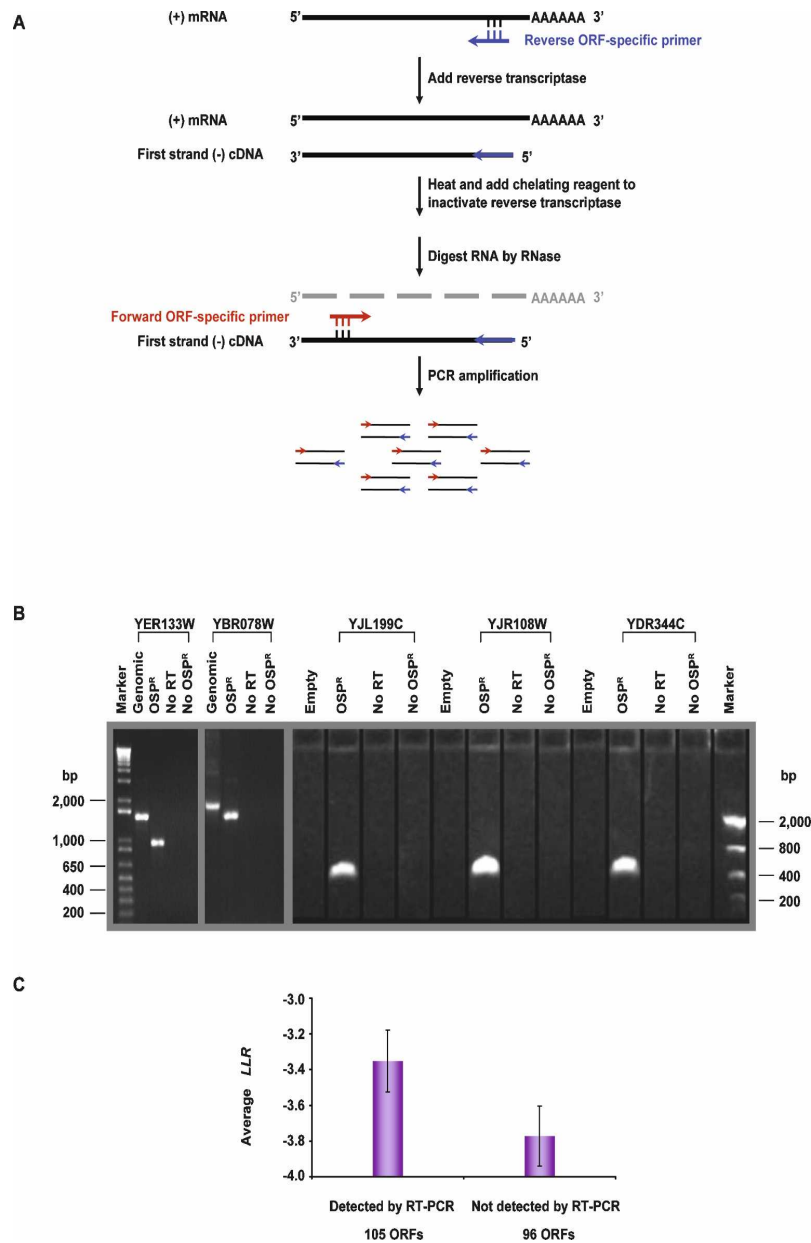 A
(+) mRNA 5’ AAAAAA 3’
Reverse ORF-specific primer
Add reverse transcriptase
(+) mRNA 5’ AAAAAA 3’
First strand (-) cDNA 3’ 5’
Heat and add chelating reagent to
inactivate reverse transcriptase
Digest RNA by RNase
5’ AAAAAA 3’
Forward ORF-specific primer
First strand (-) cDNA 3’ 5’
PCR amplification
B
YER133W YBR078W YJL199C YJR108W YDR344C
Marker Genomic OSPᴿ No RT No OSPᴿ Genomic OSPᴿ No RT No OSPᴿ Empty OSPᴿ No RT No OSPᴿ Empty OSPᴿ No RT No OSPᴿ Empty OSPᴿ No RT No OSPᴿ Marker
bp bp
2,000
1,000
650
400
200
2,000
800
400
200
C
Average LLR
-3.0
-3.2
-3.4
-3.6
-3.8
-4.0
Detected by RT-PCR Not detected by RT-PCR
105 ORFs 96 ORFs